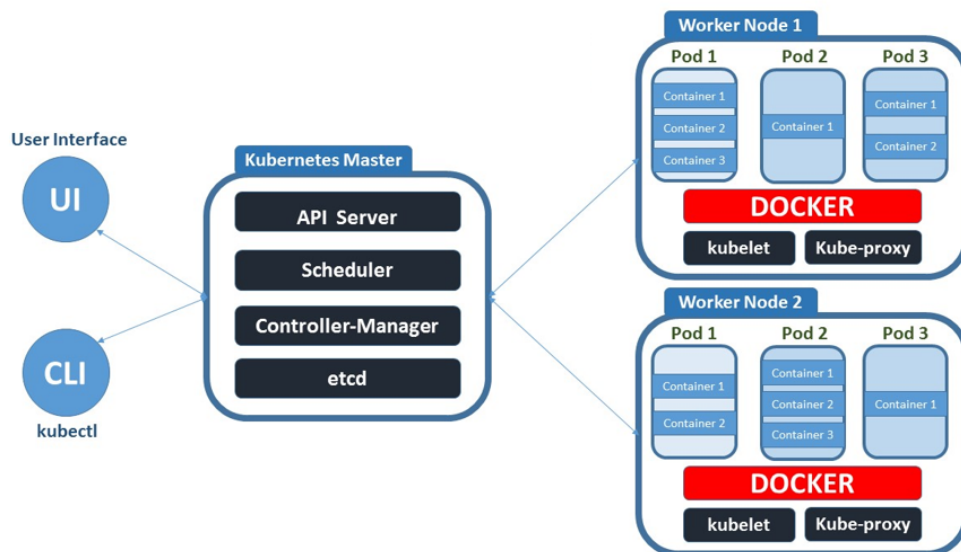 User Interface
UI
CLI
kubectl
Kubernetes Master
API Server
Scheduler
Controller-Manager
etcd
Worker Node 1
Pod 1
Pod 2
Pod 3
Container 1
Container 2
Container 3
Container 1
Container 1
Container 2
DOCKER
kubelet
Kube-proxy
Worker Node 2
Pod 1
Pod 2
Pod 3
Container 1
Container 2
Container 1
Container 2
Container 3
Container 1
DOCKER
kubelet
Kube-proxy